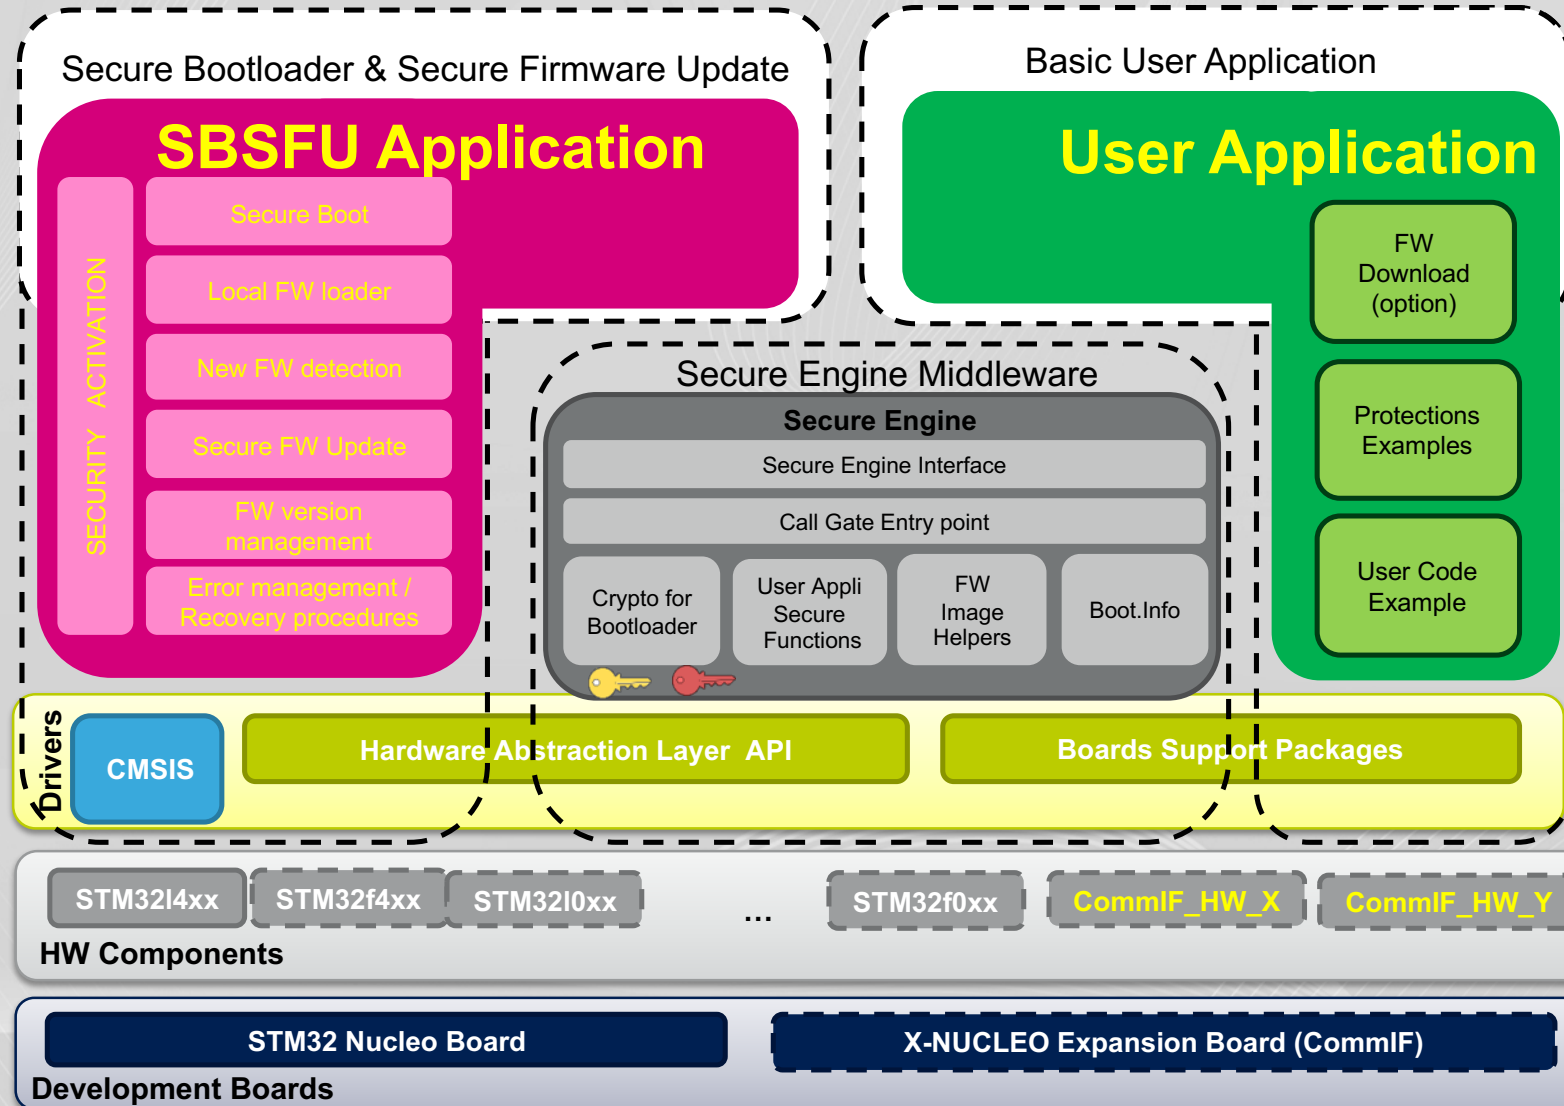 Secure Bootloader & Secure Firmware Update
SBSFU Application
SECURITY ACTIVATION
Secure Boot
Local FW loader
New FW detection
Secure FW Update
FW version
management
Error management /
Recovery procedures
Basic User Application
User Application
FW
Download
(option)
Protections
Examples
User Code
Example
Secure Engine Middleware
Secure Engine
Secure Engine Interface
Call Gate Entry point
Crypto for
Bootloader
User Appli
Secure
Functions
FW
Image
Helpers
Boot.Info
Drivers
CMSIS
Hardware Abstraction Layer API
Boards Support Packages
STM32l4xx
STM32f4xx
STM32l0xx
...
STM32f0xx
CommIF_HW_X
CommIF_HW_Y
HW Components
STM32 Nucleo Board
X-NUCLEO Expansion Board (CommIF)
Development Boards